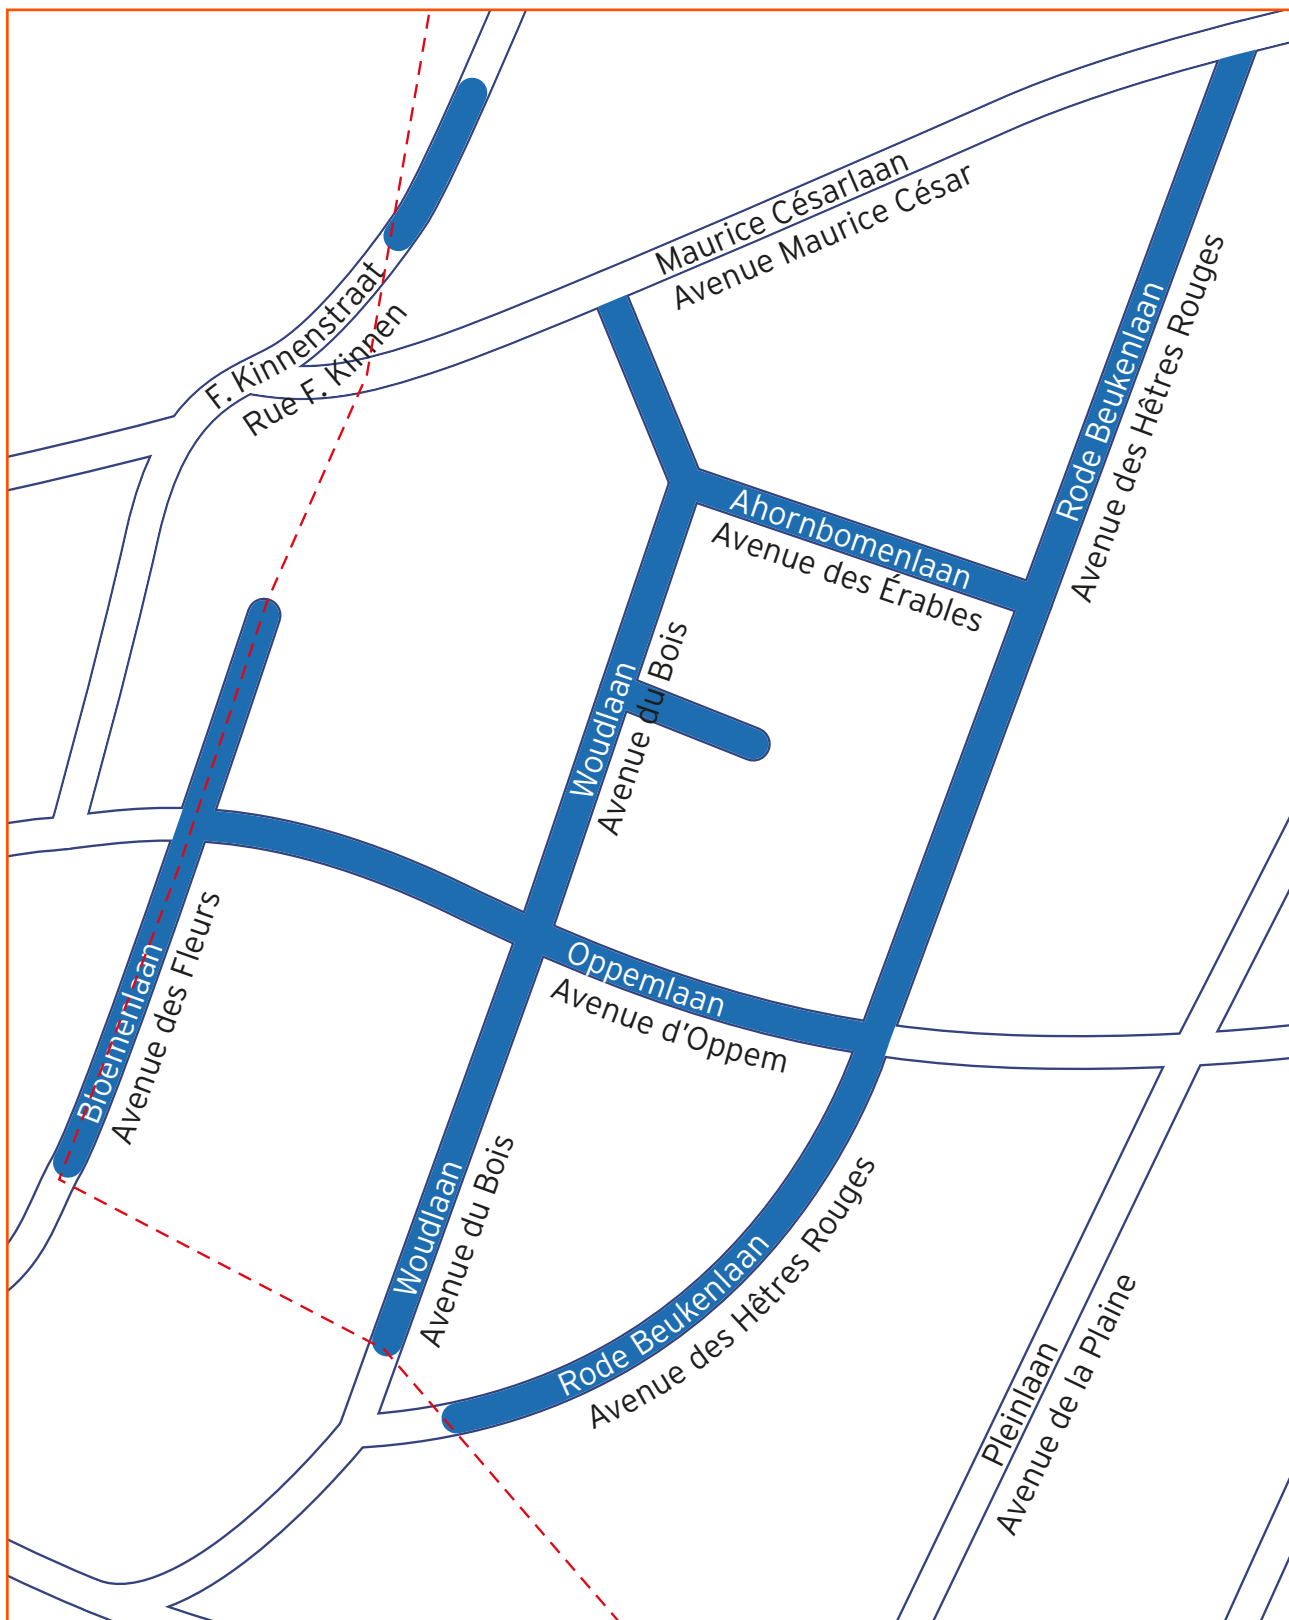 Maurice Césarlaan
Avenue Maurice César
F. Kinnenstraat
Rue F. Kinnen
Rode Beukenlaan
Avenue des Hêtres Rouges
Ahornbomenlaan
Avenue des Érables
Woudlaan
Avenue du Bois
Bloemenlaan
Avenue des Fleurs
Oppemlaan
Avenue d'Oppem
Woudlaan
Avenue du Bois
Rode Beukenlaan
Avenue des Hêtres Rouges
Pleinlaan
Avenue de la Plaine